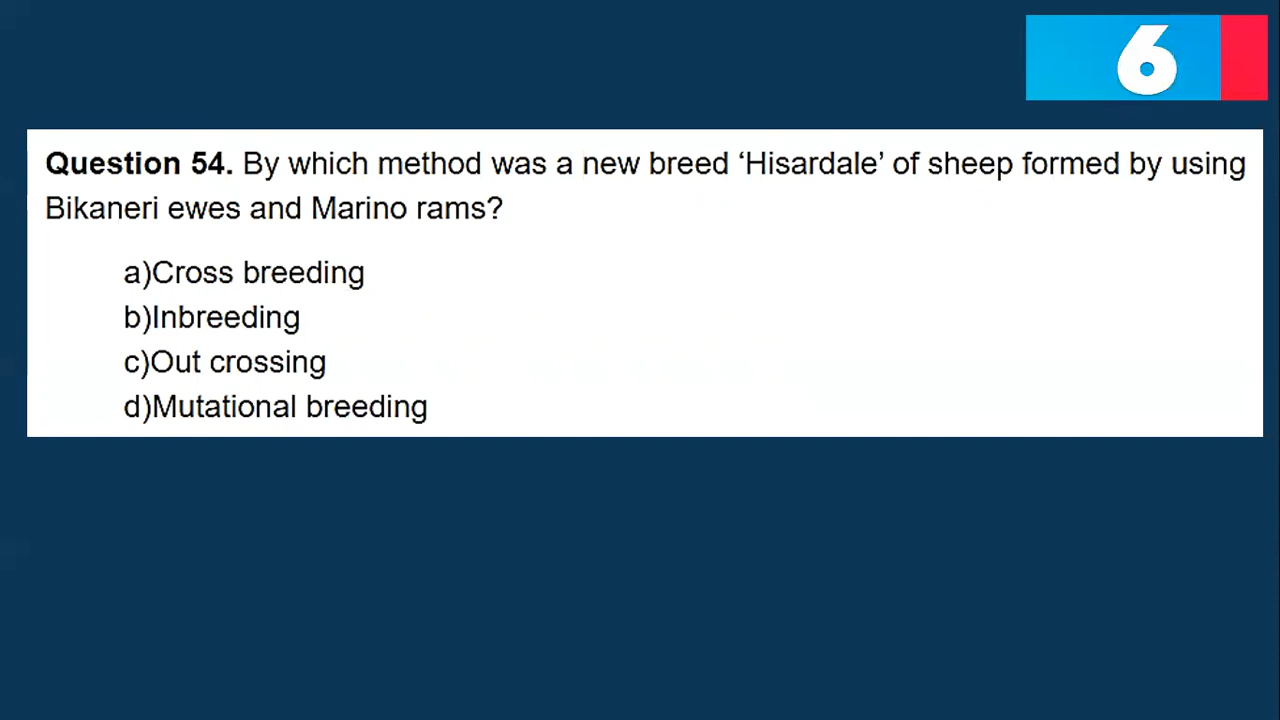 6
Question 54. By which method was a new breed ‘Hisardale’ of sheep formed by using
Bikaneri ewes and Marino rams?
a)Cross breeding
b)Inbreeding
c)Out crossing
d)Mutational breeding